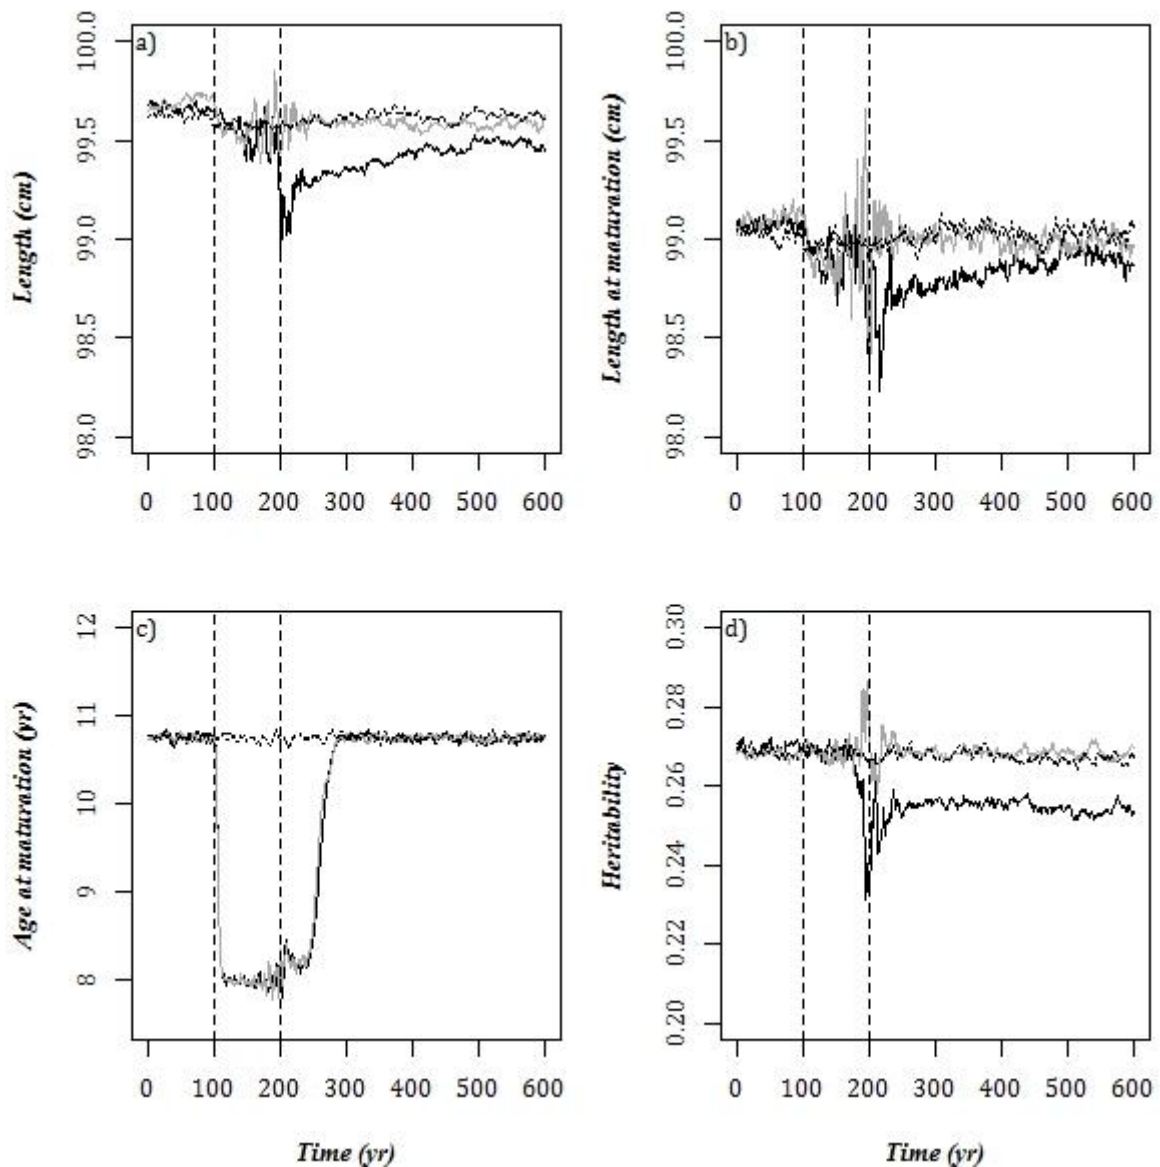 a)
Length (cm)
100.0
99.5
99.0
98.5
98.0
0 100 200 300 400 500 600
b)
Length at maturation (cm)
100.0
99.5
99.0
98.5
98.0
0 100 200 300 400 500 600
c)
Age at maturation (yr)
12
11
10
9
8
0 100 200 300 400 500 600
Time (yr)
d)
Heritability
0.30
0.28
0.26
0.24
0.22
0.20
0 100 200 300 400 500 600
Time (yr)